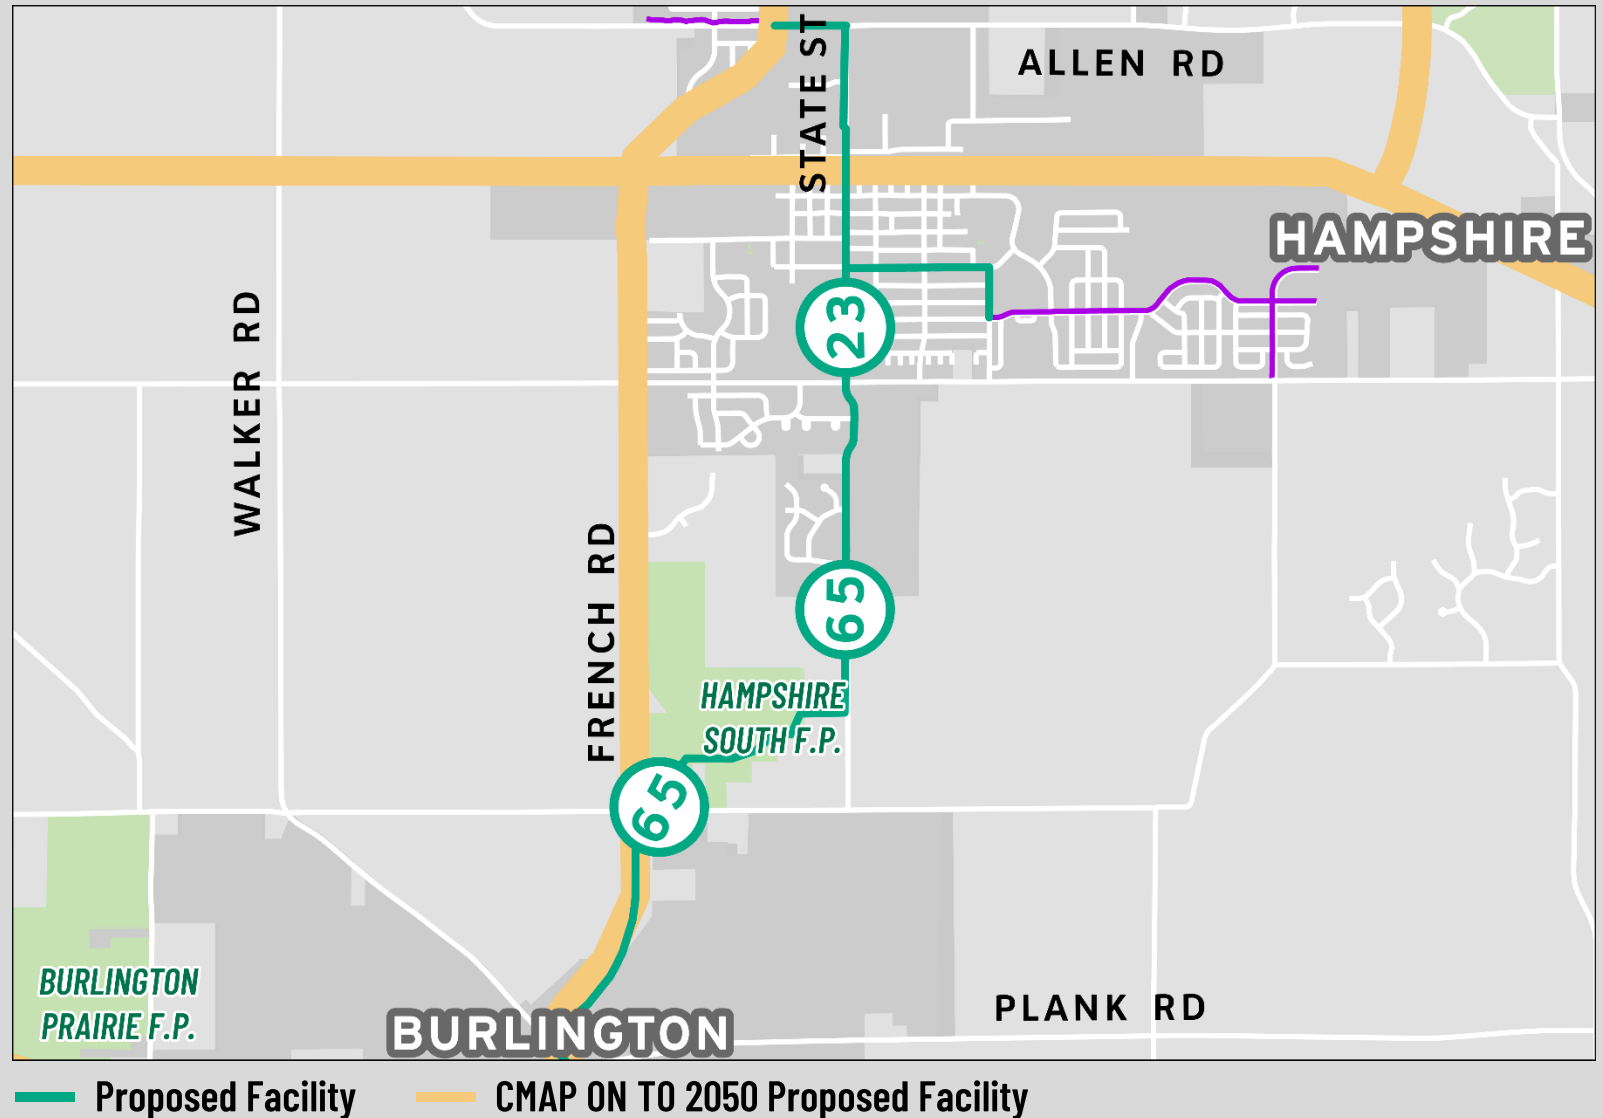 STATE ST
ALLEN RD
HAMPSHIRE
23
WALKER RD
FRENCH RD
65
HAMPSHIRE
SOUTH F.P.
65
BURLINGTON
PRAIRIE F.P.
PLANK RD
BURLINGTON
Proposed Facility
CMAP ON TO 2050 Proposed Facility